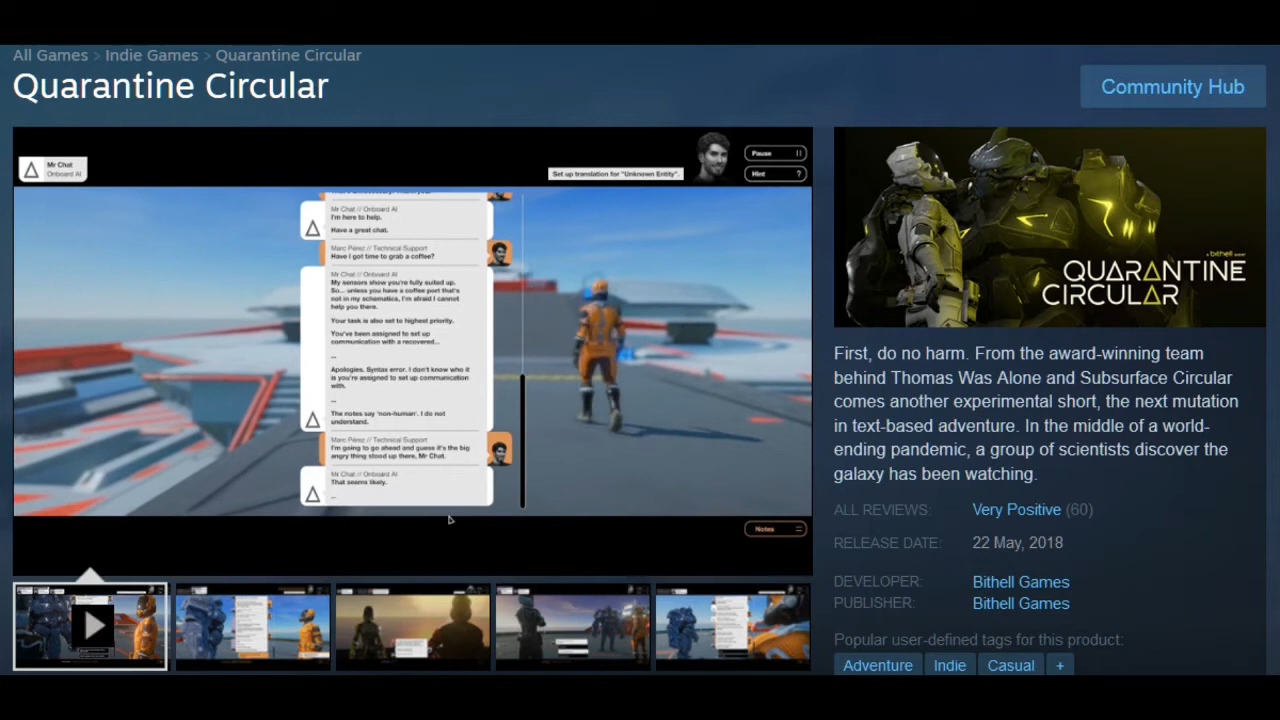 All Games > Indie Games > Quarantine Circular
Quarantine Circular
Community Hub
Mr Chat
Onboard AI
Set up translation for "Unknown Entity".
Pause
Hint ?
Mr Chat // Onboard AI
I'm here to help.
Have a great chat.
Marc Pérez // Technical Support
Have I got time to grab a coffee?
Mr Chat // Onboard AI
My sensors show you're fully suited up.
So... unless you have a coffee port that's
not in my schematics, I'm afraid I cannot
help you there.
Your task is also set to highest priority.
You've been assigned to set up
communication with a recovered...
...
Apologies. Syntax error. I don't know who it
is you're assigned to set up communication
with.
...
The notes say 'non-human'. I do not
understand.
Marc Pérez // Technical Support
I'm going to go ahead and guess it's the big
angry thing stood up there, Mr Chat.
Mr Chat // Onboard AI
That seems likely.
...
Notes
a bithell short
QUARANTINE
CIRCULAR
First, do no harm. From the award-winning team
behind Thomas Was Alone and Subsurface Circular
comes another experimental short, the next mutation
in text-based adventure. In the middle of a world-
ending pandemic, a group of scientists discover the
galaxy has been watching.
ALL REVIEWS: Very Positive (60)
RELEASE DATE: 22 May, 2018
DEVELOPER: Bithell Games
PUBLISHER: Bithell Games
Popular user-defined tags for this product:
Adventure Indie Casual +